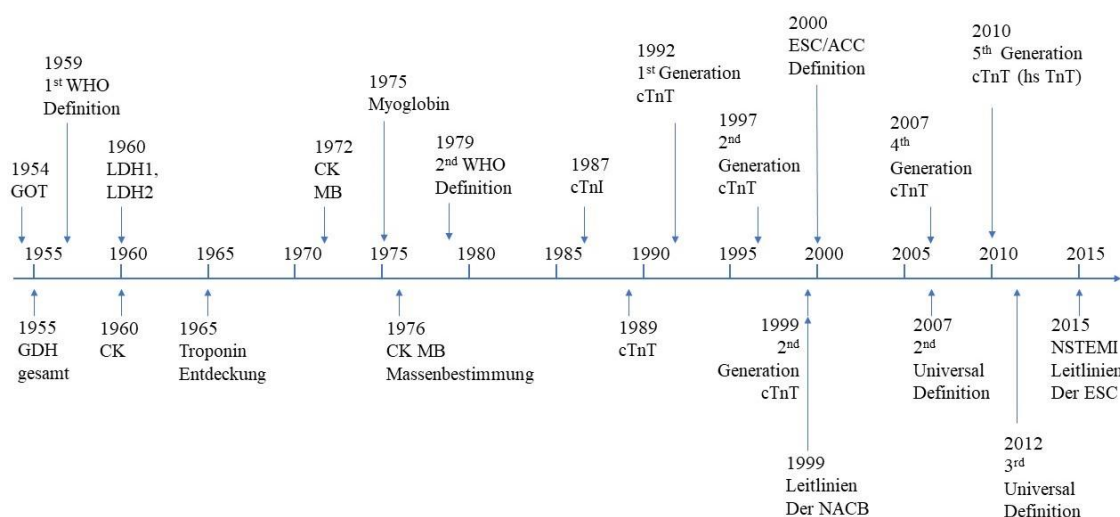 1954
GOT
1959
1st WHO
Definition
1960
LDH1,
LDH2
1972
CK
MB
1975
Myoglobin
1979
2nd WHO
Definition
1987
cTnI
1992
1st Generation
cTnT
1997
2nd
Generation
cTnT
2000
ESC/ACC
Definition
2007
4th
Generation
cTnT
2010
5th Generation
cTnT (hs TnT)
1955 1960 1965 1970 1975 1980 1985 1990 1995 2000 2005 2010 2015
1955
GDH
gesamt
1960
CK
1965
Troponin
Entdeckung
1976
CK MB
Massenbestimmung
1989
cTnT
1999
2nd
Generation
cTnT
1999
Leitlinien
Der NACB
2007
2nd
Universal
Definition
2012
3rd
Universal
Definition
2015
NSTEMI
Leitlinien
Der ESC